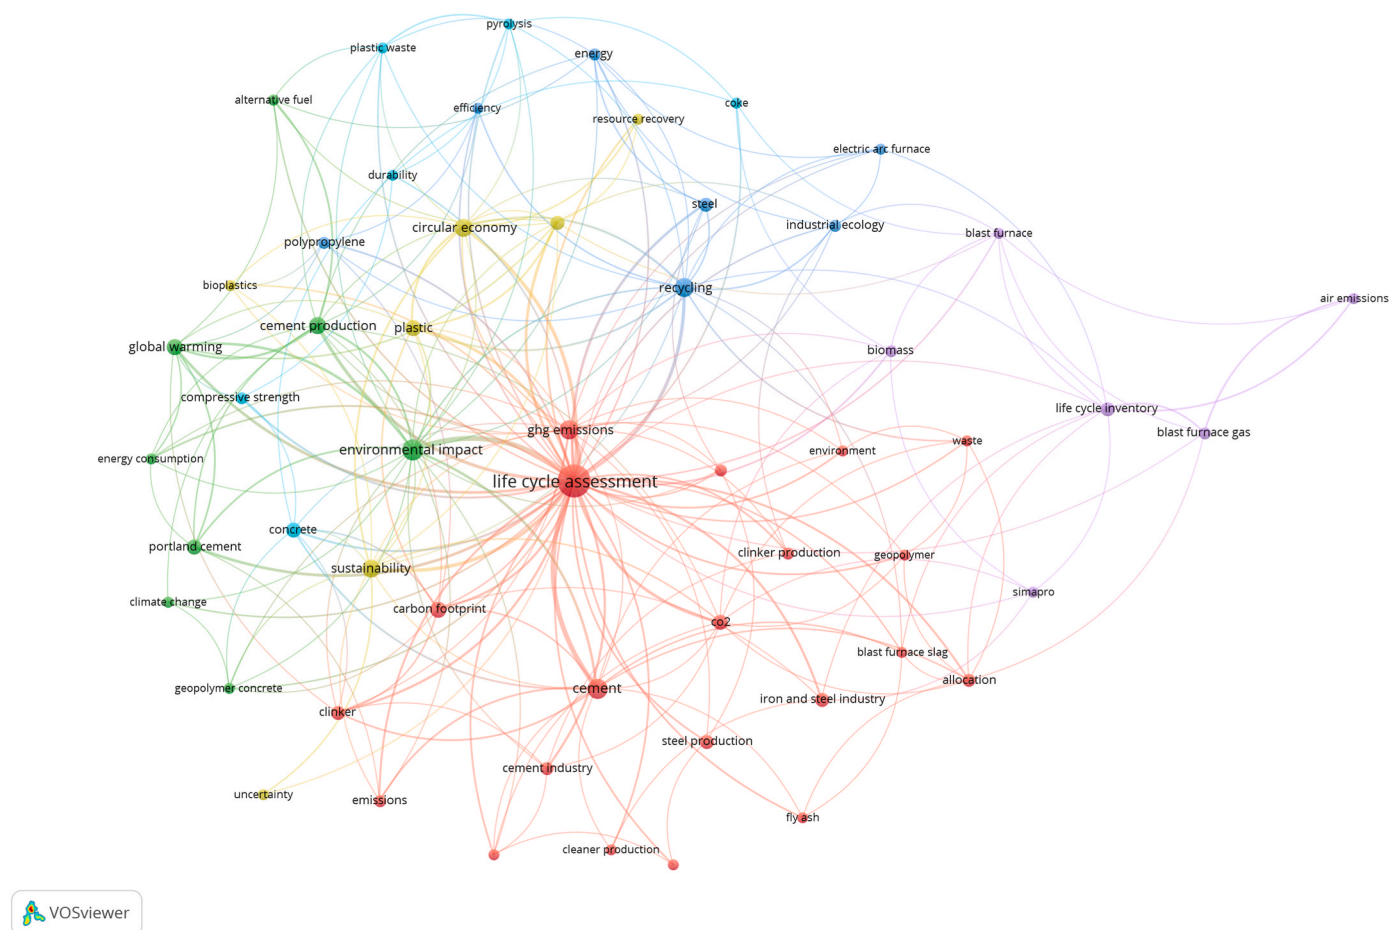 pyrolysis
plastic waste
energy
alternative fuel
efficiency
coke
resource recovery
electric arc furnace
durability
steel
circular economy
industrial ecology
blast furnace
polypropylene
bioplastics
recycling
air emissions
cement production
plastic
global warming
biomass
compressive strength
life cycle inventory
ghg emissions
blast furnace gas
waste
environmental impact
environment
energy consumption
life cycle assessment
concrete
portland cement
clinker production
geopolymer
sustainability
simapro
climate change
carbon footprint
co2
blast furnace slag
allocation
geopolymer concrete
cement
iron and steel industry
clinker
steel production
cement industry
uncertainty
emissions
fly ash
cleaner production
VOSviewer